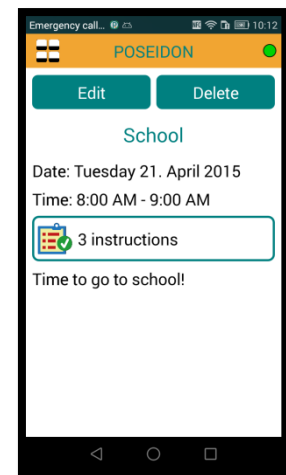 Emergency call... 10:12
POSEIDON
Edit Delete
School
Date: Tuesday 21. April 2015
Time: 8:00 AM - 9:00 AM
3 instructions
Time to go to school!